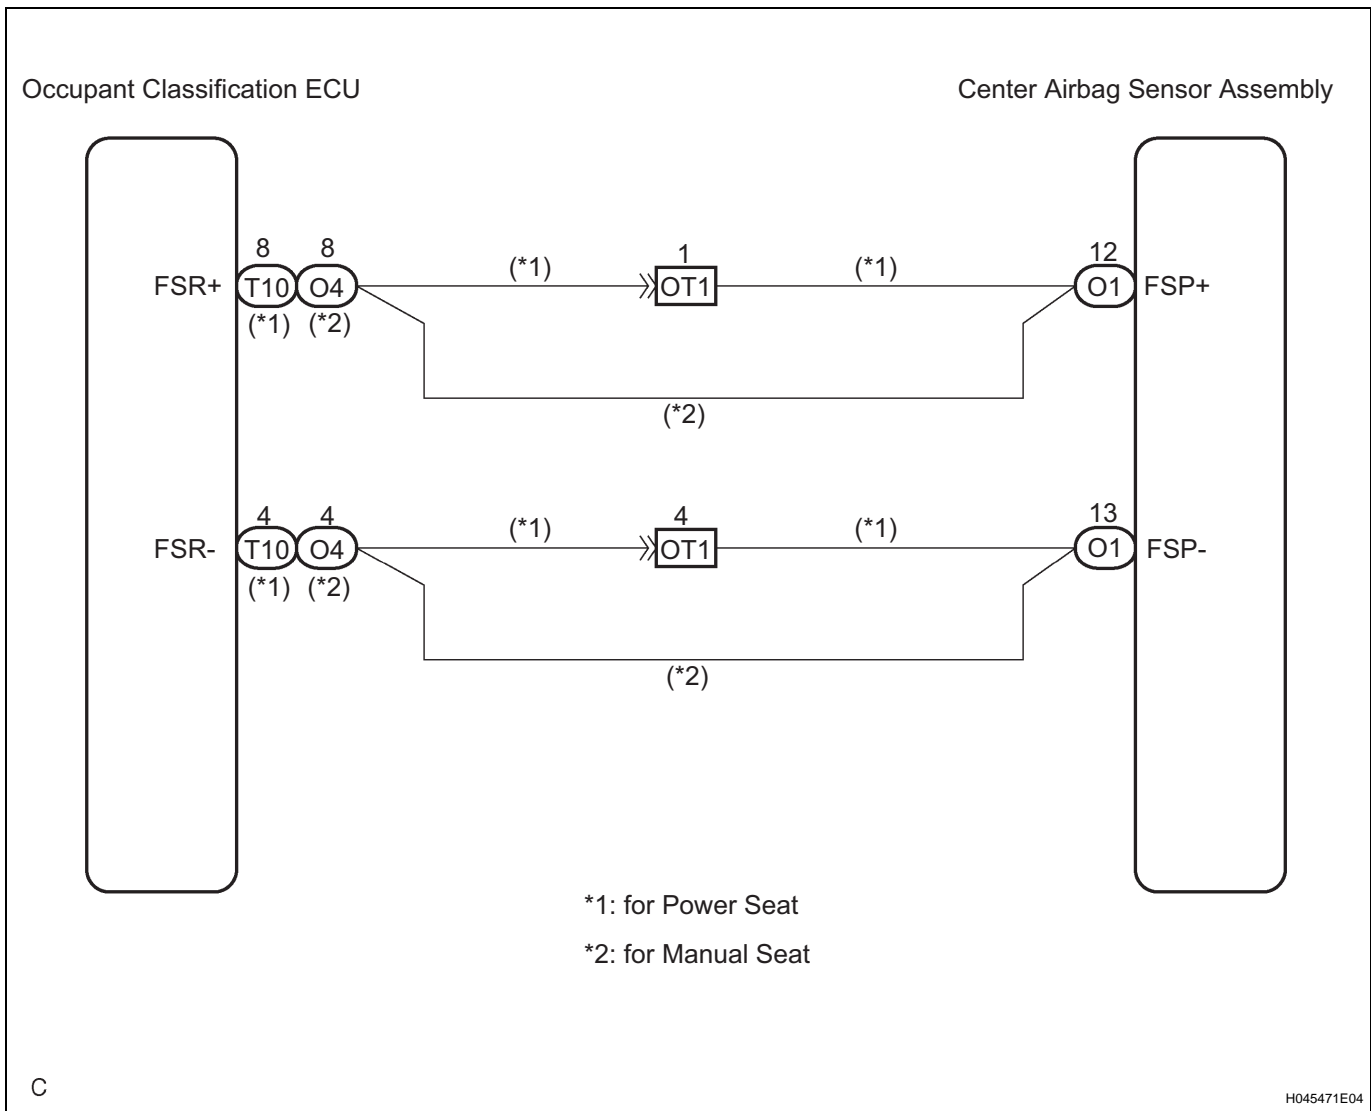 Occupant Classification ECU
Center Airbag Sensor Assembly
8 8 1 12
(*1) (*1)
FSR+ T10 O4 OT1 O1 FSP+
(*1) (*2)
(*2)
4 4 4 13
(*1) (*1)
FSR- T10 O4 OT1 O1 FSP-
(*1) (*2)
(*2)
*1: for Power Seat
*2: for Manual Seat
C
H045471E04